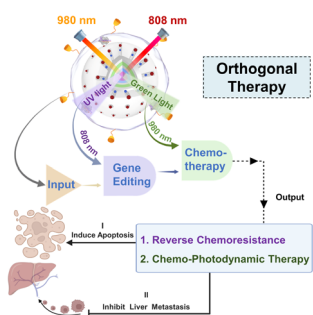 980 nm
808 nm
Orthogonal
Therapy
UV light
Green Light
808 nm
980 nm
Input
Gene
Editing
Chemo-
therapy
Output
I
Induce Apoptosis
1. Reverse Chemoresistance
2. Chemo-Photodynamic Therapy
II
Inhibit Liver Metastasis